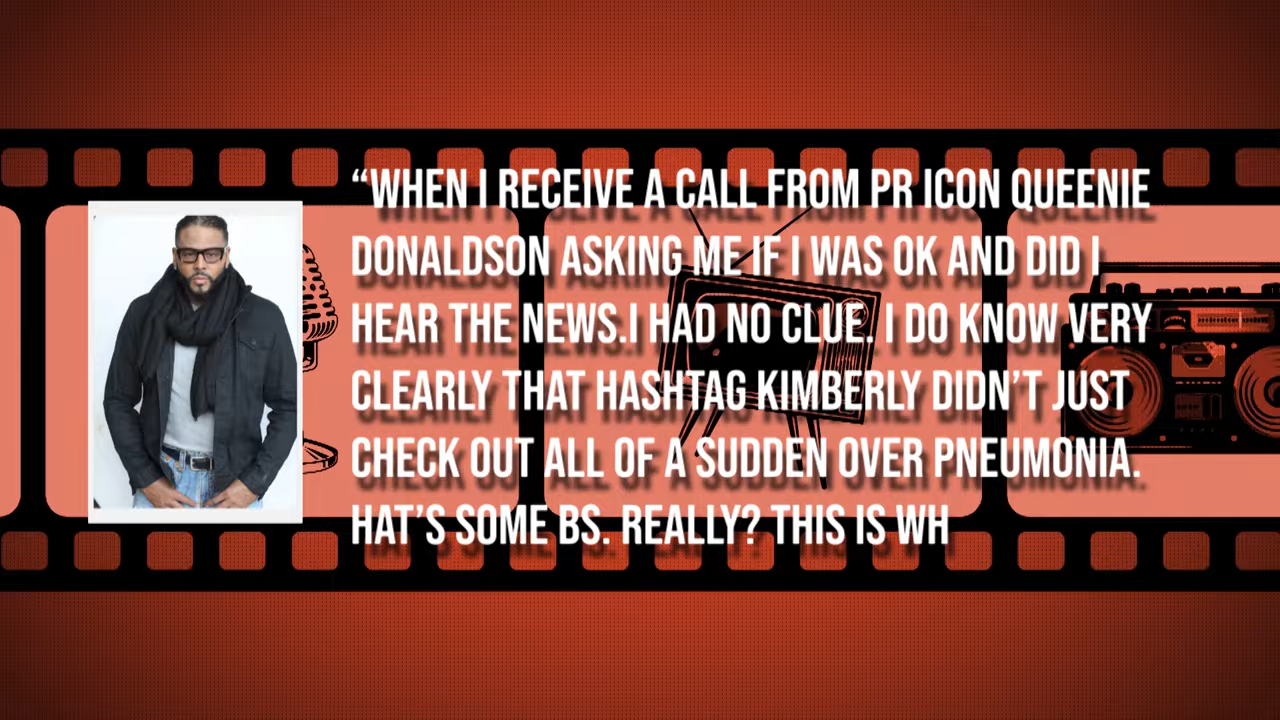 “WHEN I RECEIVE A CALL FROM PR ICON QUEENIE
DONALDSON ASKING ME IF I WAS OK AND DID I
HEAR THE NEWS.I HAD NO CLUE. I DO KNOW VERY
CLEARLY THAT HASHTAG KIMBERLY DIDN’T JUST
CHECK OUT ALL OF A SUDDEN OVER PNEUMONIA.
HAT’S SOME BS. REALLY? THIS IS WH